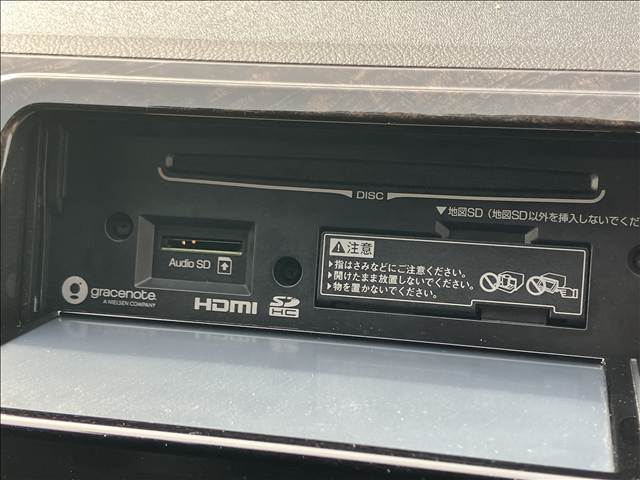 DISC
▼地図SD（地図SD以外を挿入しないでくだ
Audio SD
⚠注意
▶指はさみなどにご注意ください。
▶開けたまま放置しないでください。
▶物を置かないでください。
gracenote.
A NIELSEN COMPANY
HDMI
SD
HC